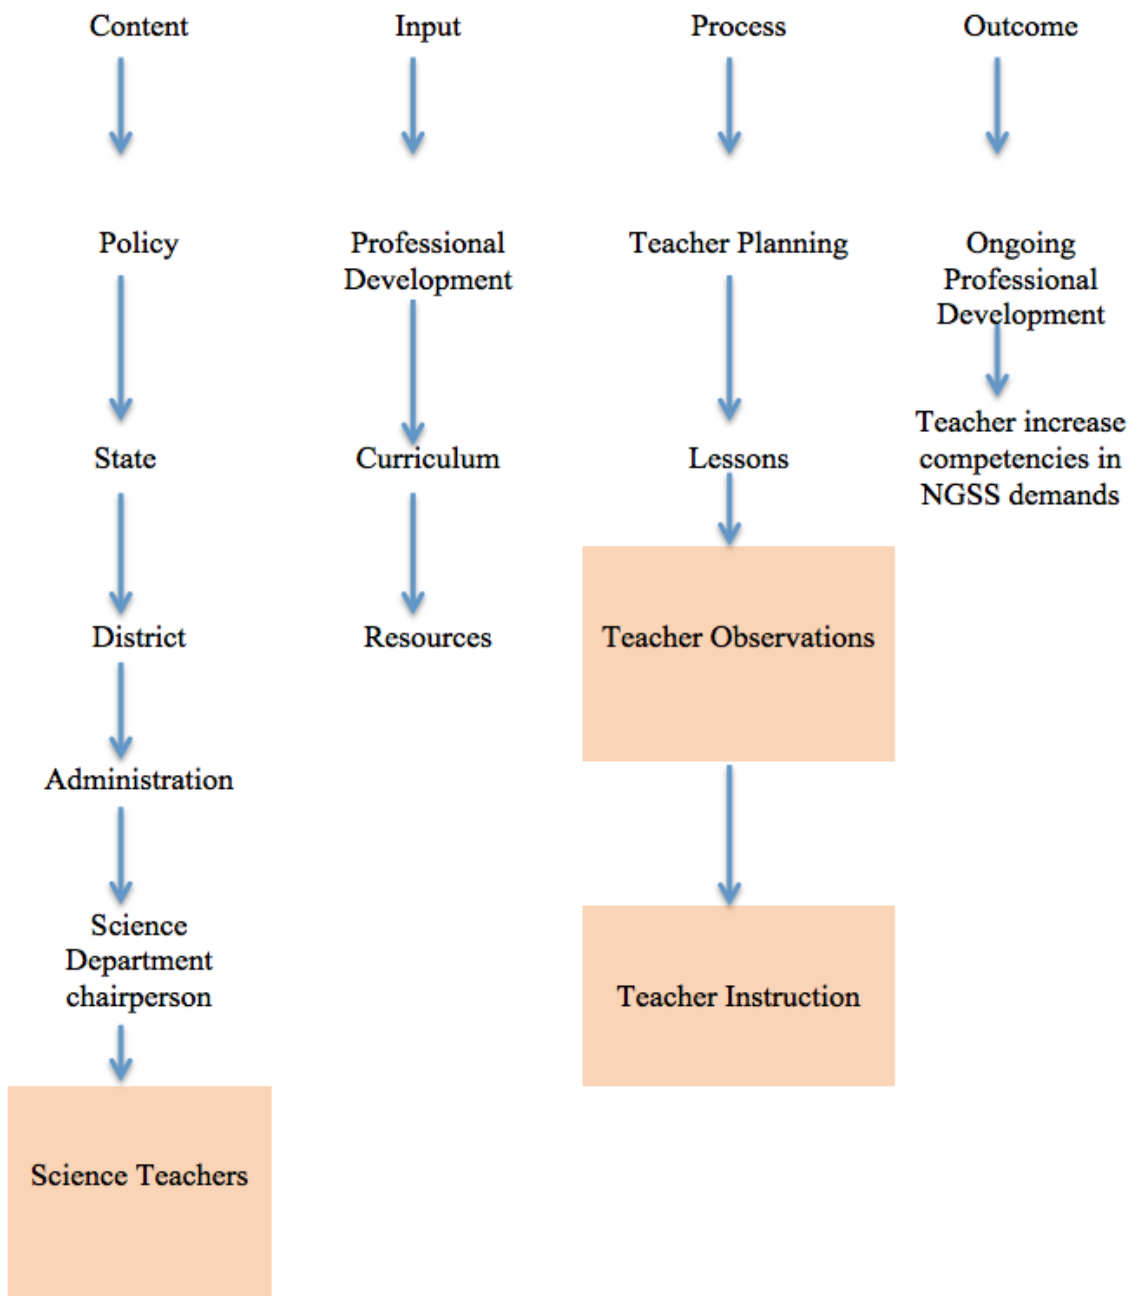 Content
Input
Process
Outcome
Policy
Professional
Development
Teacher Planning
Ongoing
Professional
Development
State
Curriculum
Lessons
Teacher increase
competencies in
NGSS demands
District
Resources
Teacher Observations
Administration
Science
Department
chairperson
Teacher Instruction
Science Teachers